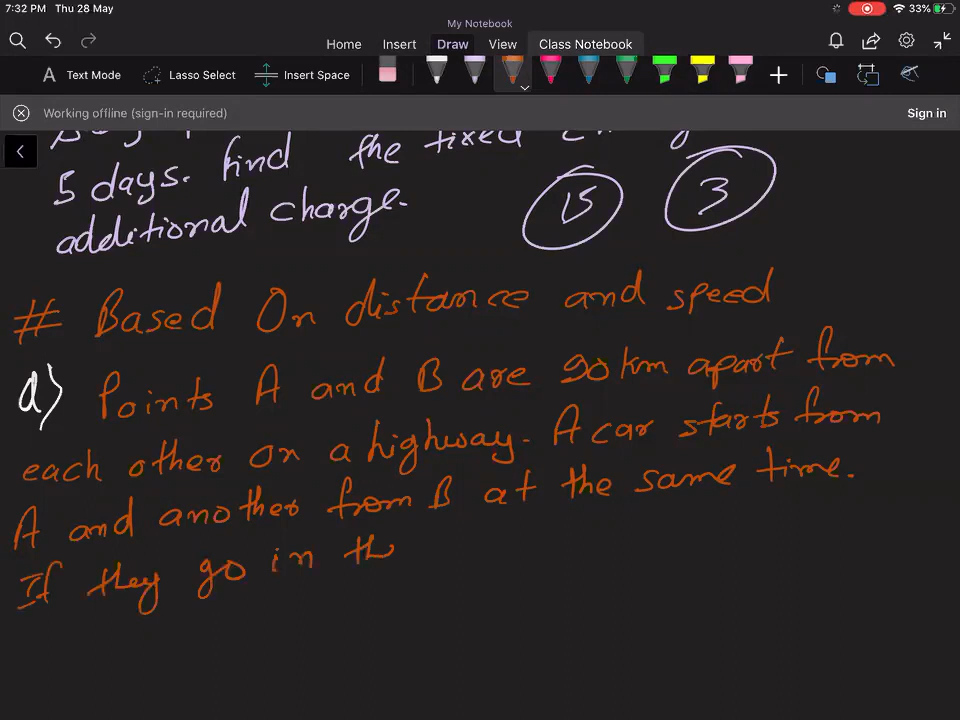 7:32 PM Thu 28 May
33%
My Notebook
Home Insert Draw View Class Notebook
Text Mode Lasso Select Insert Space
Working offline (sign-in required) Sign in
the fixed
5 days. find
additional charge. 15 3
# Based On distance and speed
a) Points A and B are 90 km apart from
each other on a highway. A car starts from
A and another from B at the same time.
If they go in th